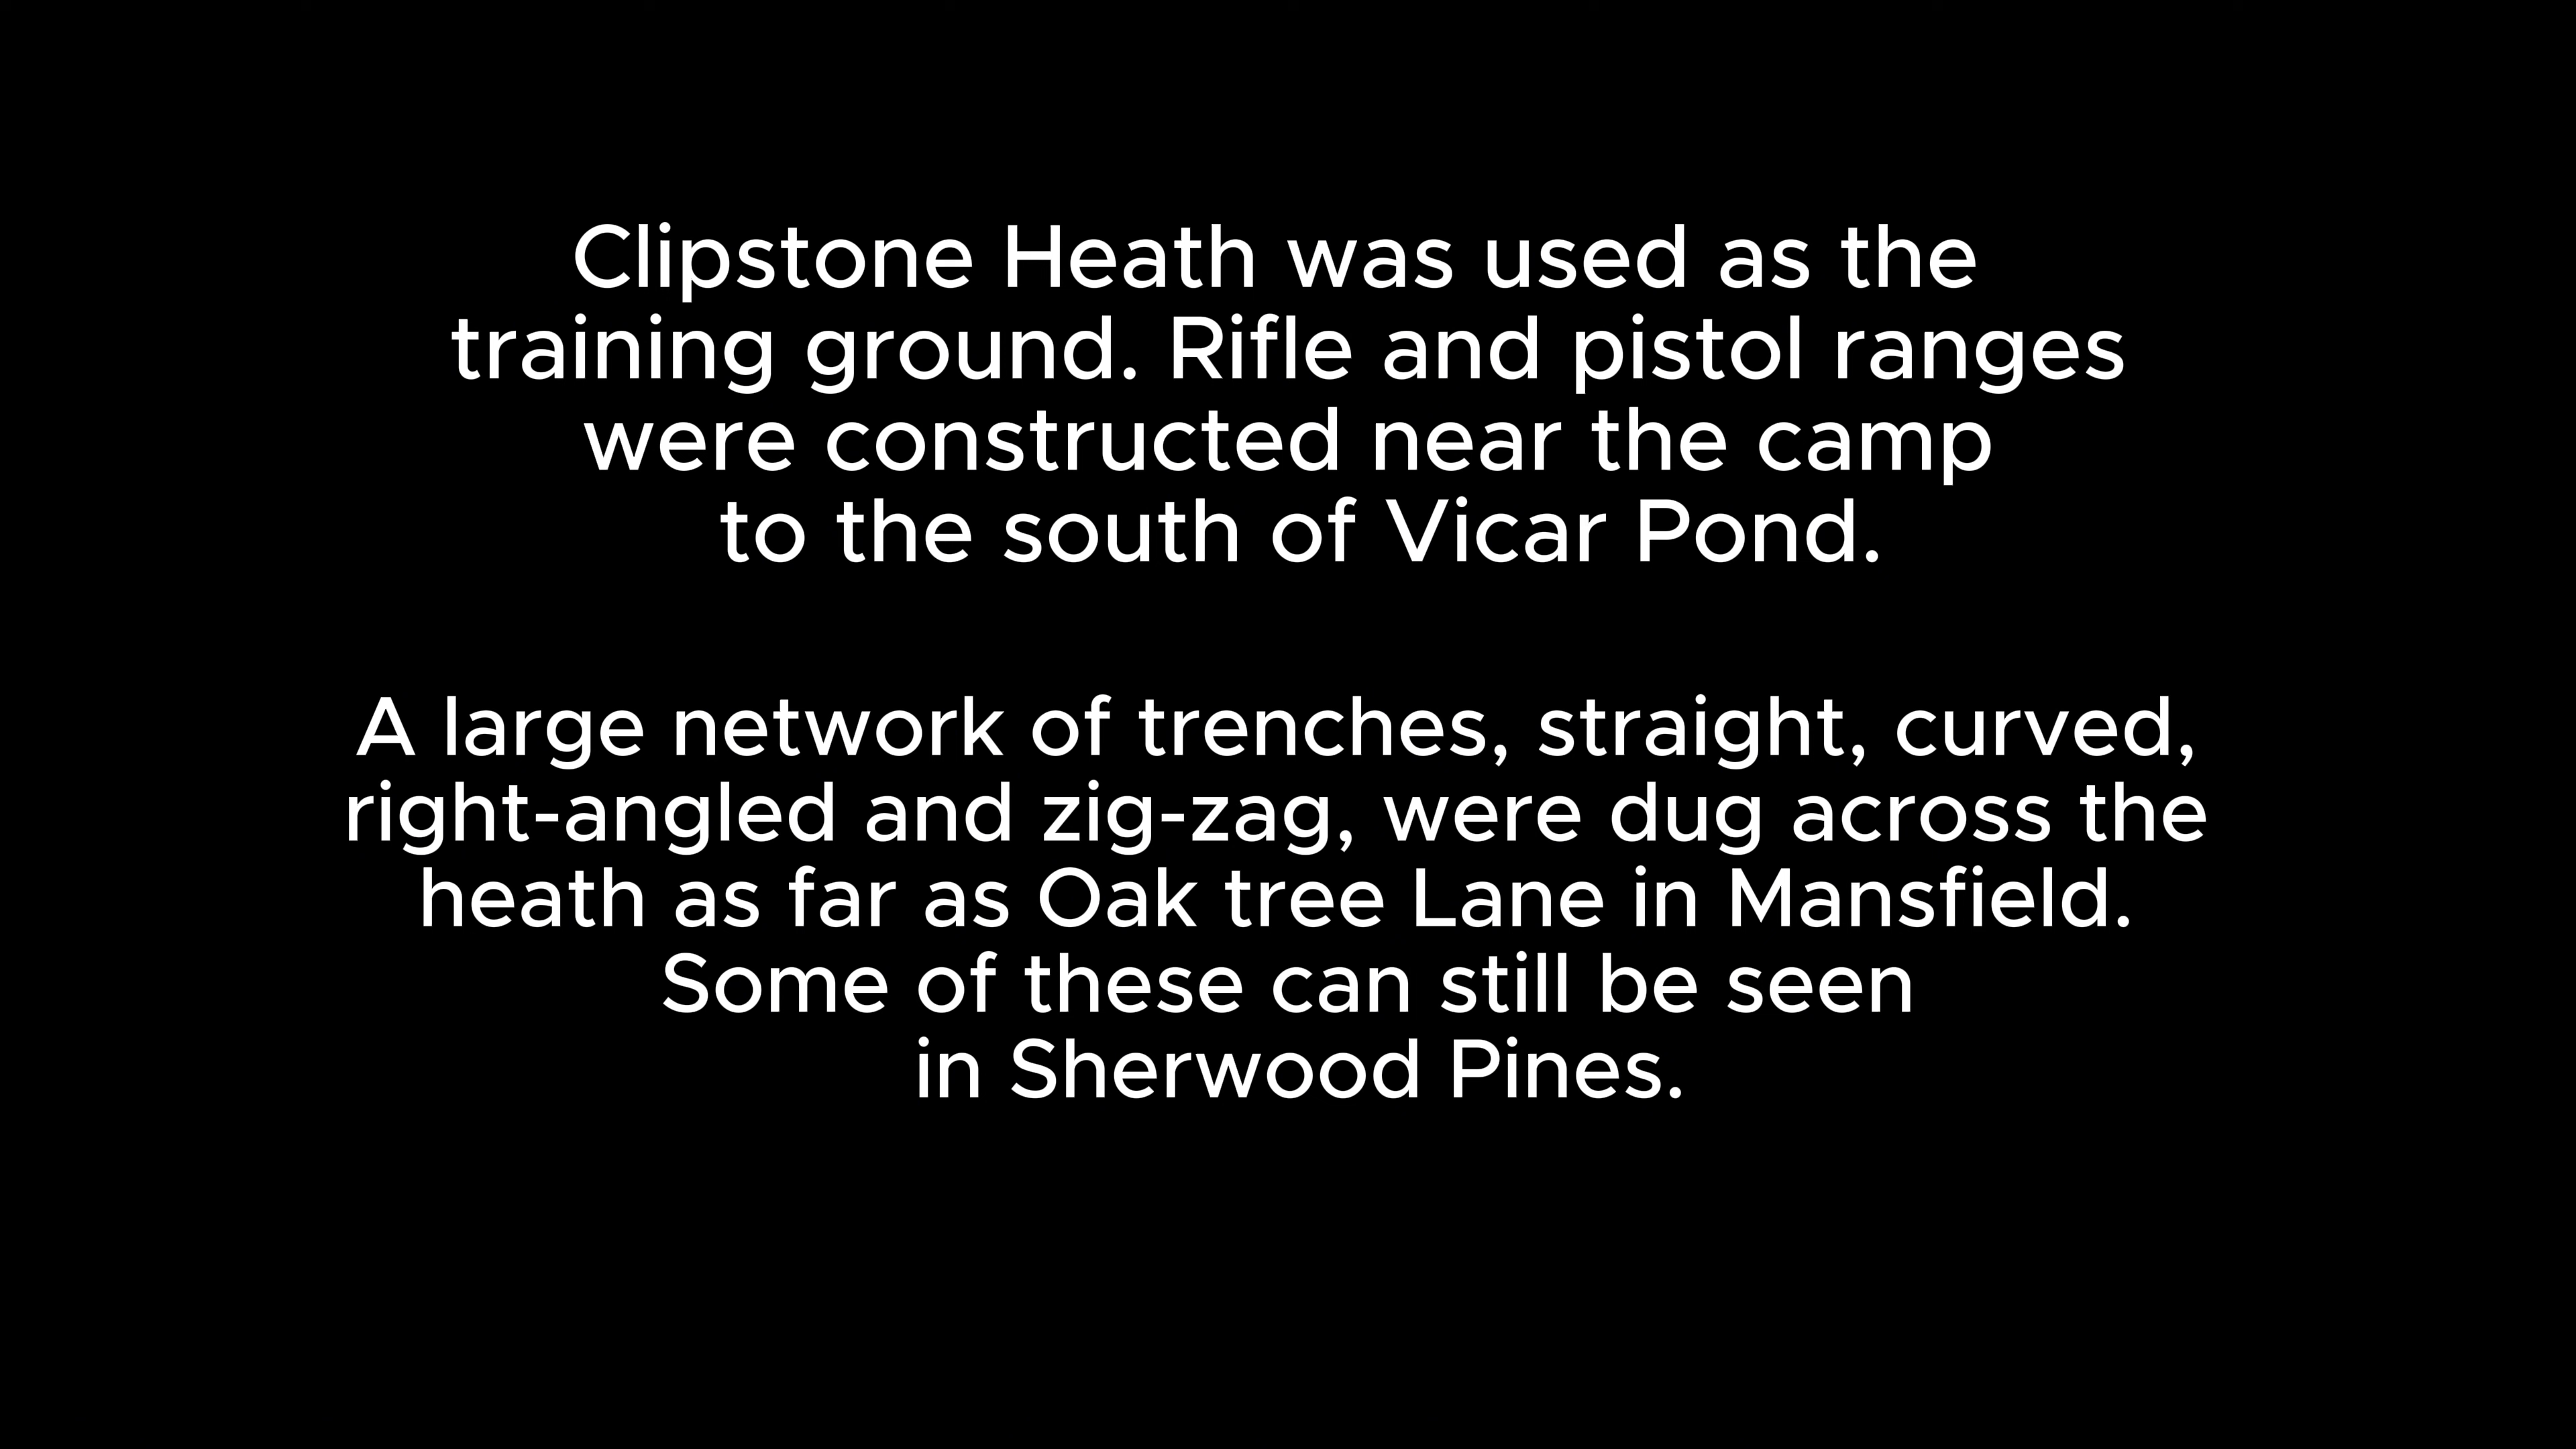 Clipstone Heath was used as the
training ground. Rifle and pistol ranges
were constructed near the camp
to the south of Vicar Pond.
A large network of trenches, straight, curved,
right-angled and zig-zag, were dug across the
heath as far as Oak tree Lane in Mansfield.
Some of these can still be seen
in Sherwood Pines.